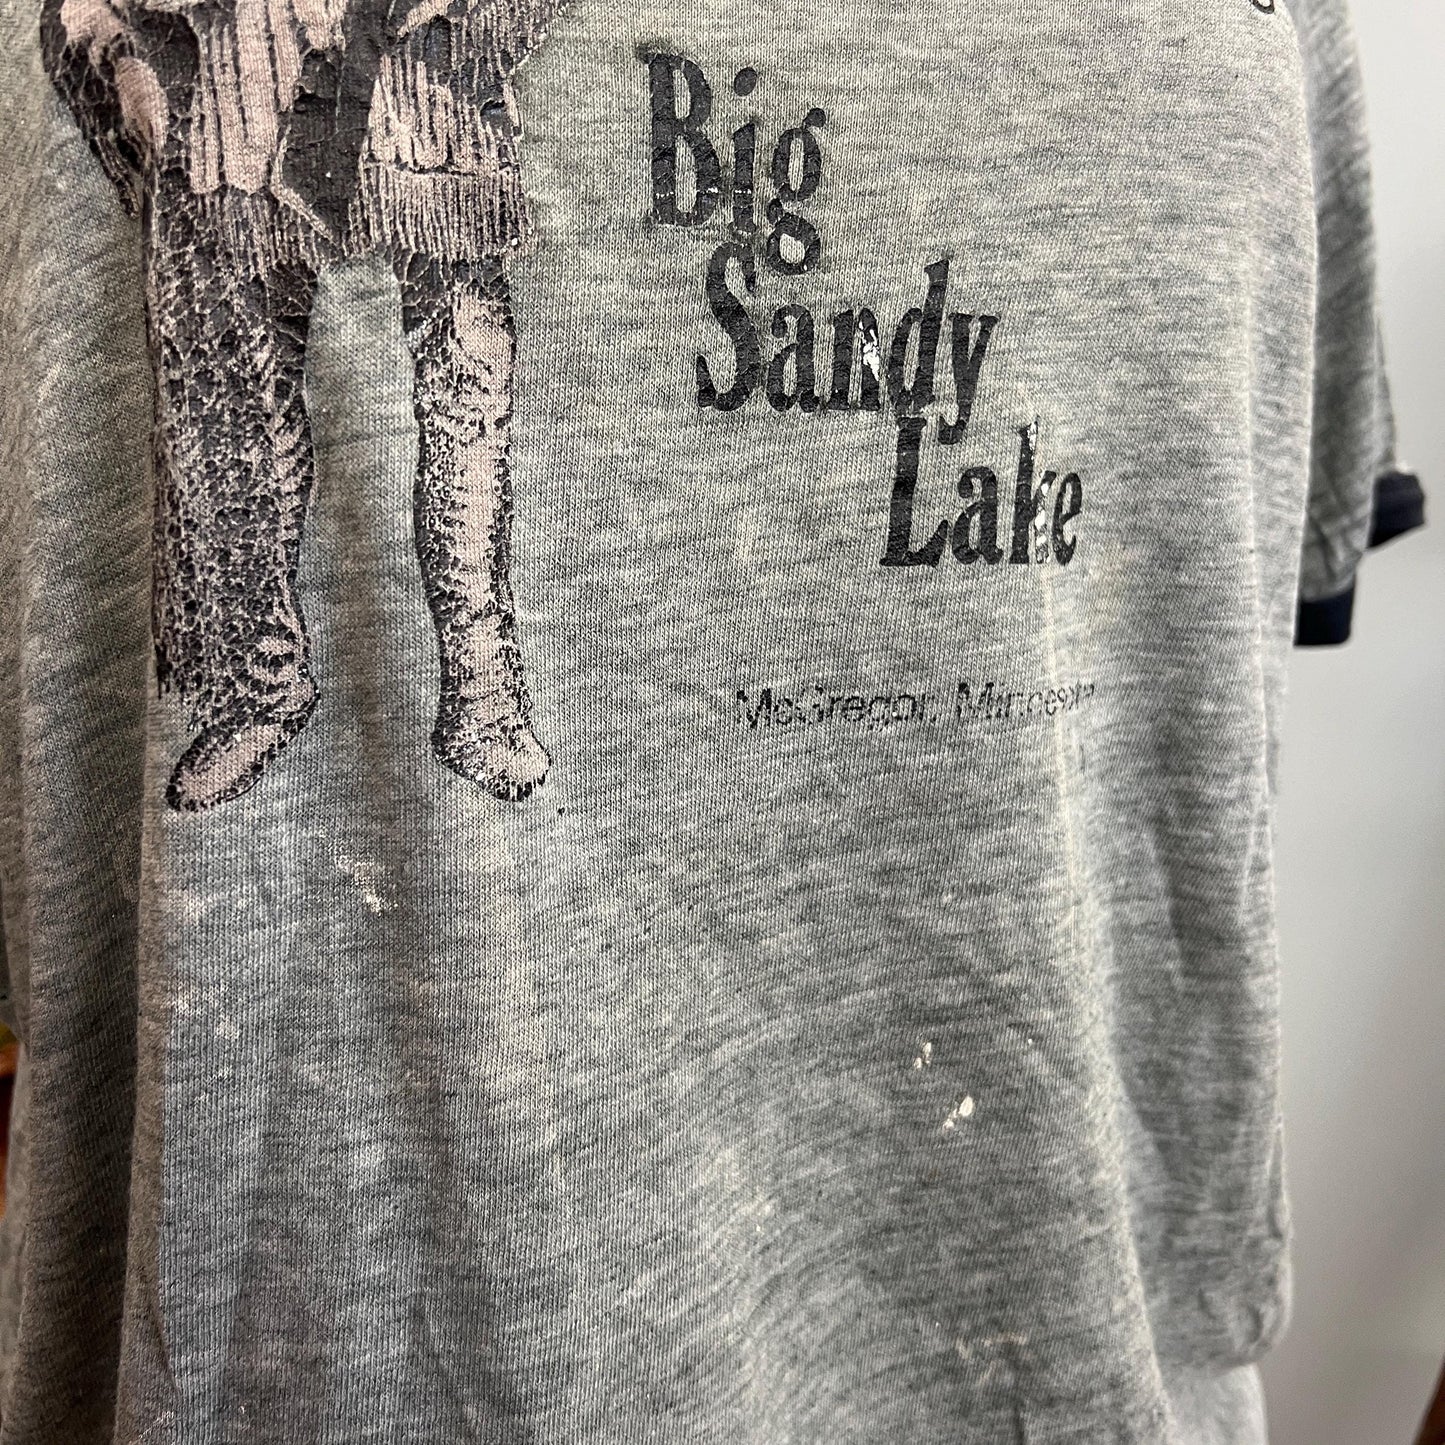 Big
Sandy
Lake
McGregor, Minnesota